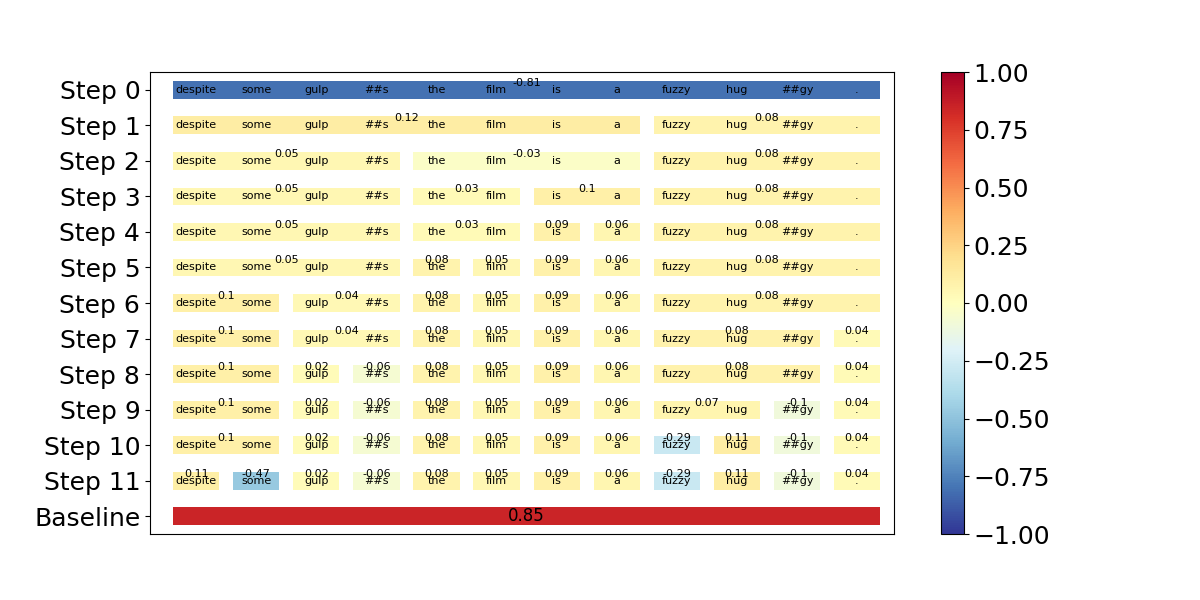 -0.81
Step 0 despite some gulp ##s the film is a fuzzy hug ##gy .
0.12 0.08
Step 1 despite some gulp ##s the film is a fuzzy hug ##gy .
0.05 -0.03 0.08
Step 2 despite some gulp ##s the film is a fuzzy hug ##gy .
0.05 0.03 0.1 0.08
Step 3 despite some gulp ##s the film is a fuzzy hug ##gy .
0.05 0.03 0.09 0.06 0.08
Step 4 despite some gulp ##s the film is a fuzzy hug ##gy .
0.05 0.08 0.05 0.09 0.06 0.08
Step 5 despite some gulp ##s the film is a fuzzy hug ##gy .
0.1 0.04 0.08 0.05 0.09 0.06 0.08
Step 6 despite some gulp ##s the film is a fuzzy hug ##gy .
0.1 0.04 0.08 0.05 0.09 0.06 0.08 0.04
Step 7 despite some gulp ##s the film is a fuzzy hug ##gy .
0.1 0.02 -0.06 0.08 0.05 0.09 0.06 0.08 0.04
Step 8 despite some gulp ##s the film is a fuzzy hug ##gy .
0.1 0.02 -0.06 0.08 0.05 0.09 0.06 0.07 -0.1 0.04
Step 9 despite some gulp ##s the film is a fuzzy hug ##gy .
0.1 0.02 -0.06 0.08 0.05 0.09 0.06 -0.29 0.11 -0.1 0.04
Step 10 despite some gulp ##s the film is a fuzzy hug ##gy .
0.11 -0.47 0.02 -0.06 0.08 0.05 0.09 0.06 -0.29 0.11 -0.1 0.04
Step 11 despite some gulp ##s the film is a fuzzy hug ##gy .
Baseline 0.85
1.00
0.75
0.50
0.25
0.00
−0.25
−0.50
−0.75
−1.00